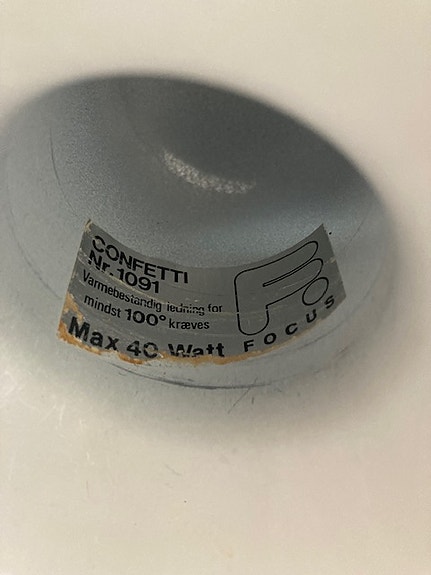 CONFETTI
Nr. 1091
Varmebestandig ledning for
mindst 100° kræves
Max 40 Watt
F
FOCUS